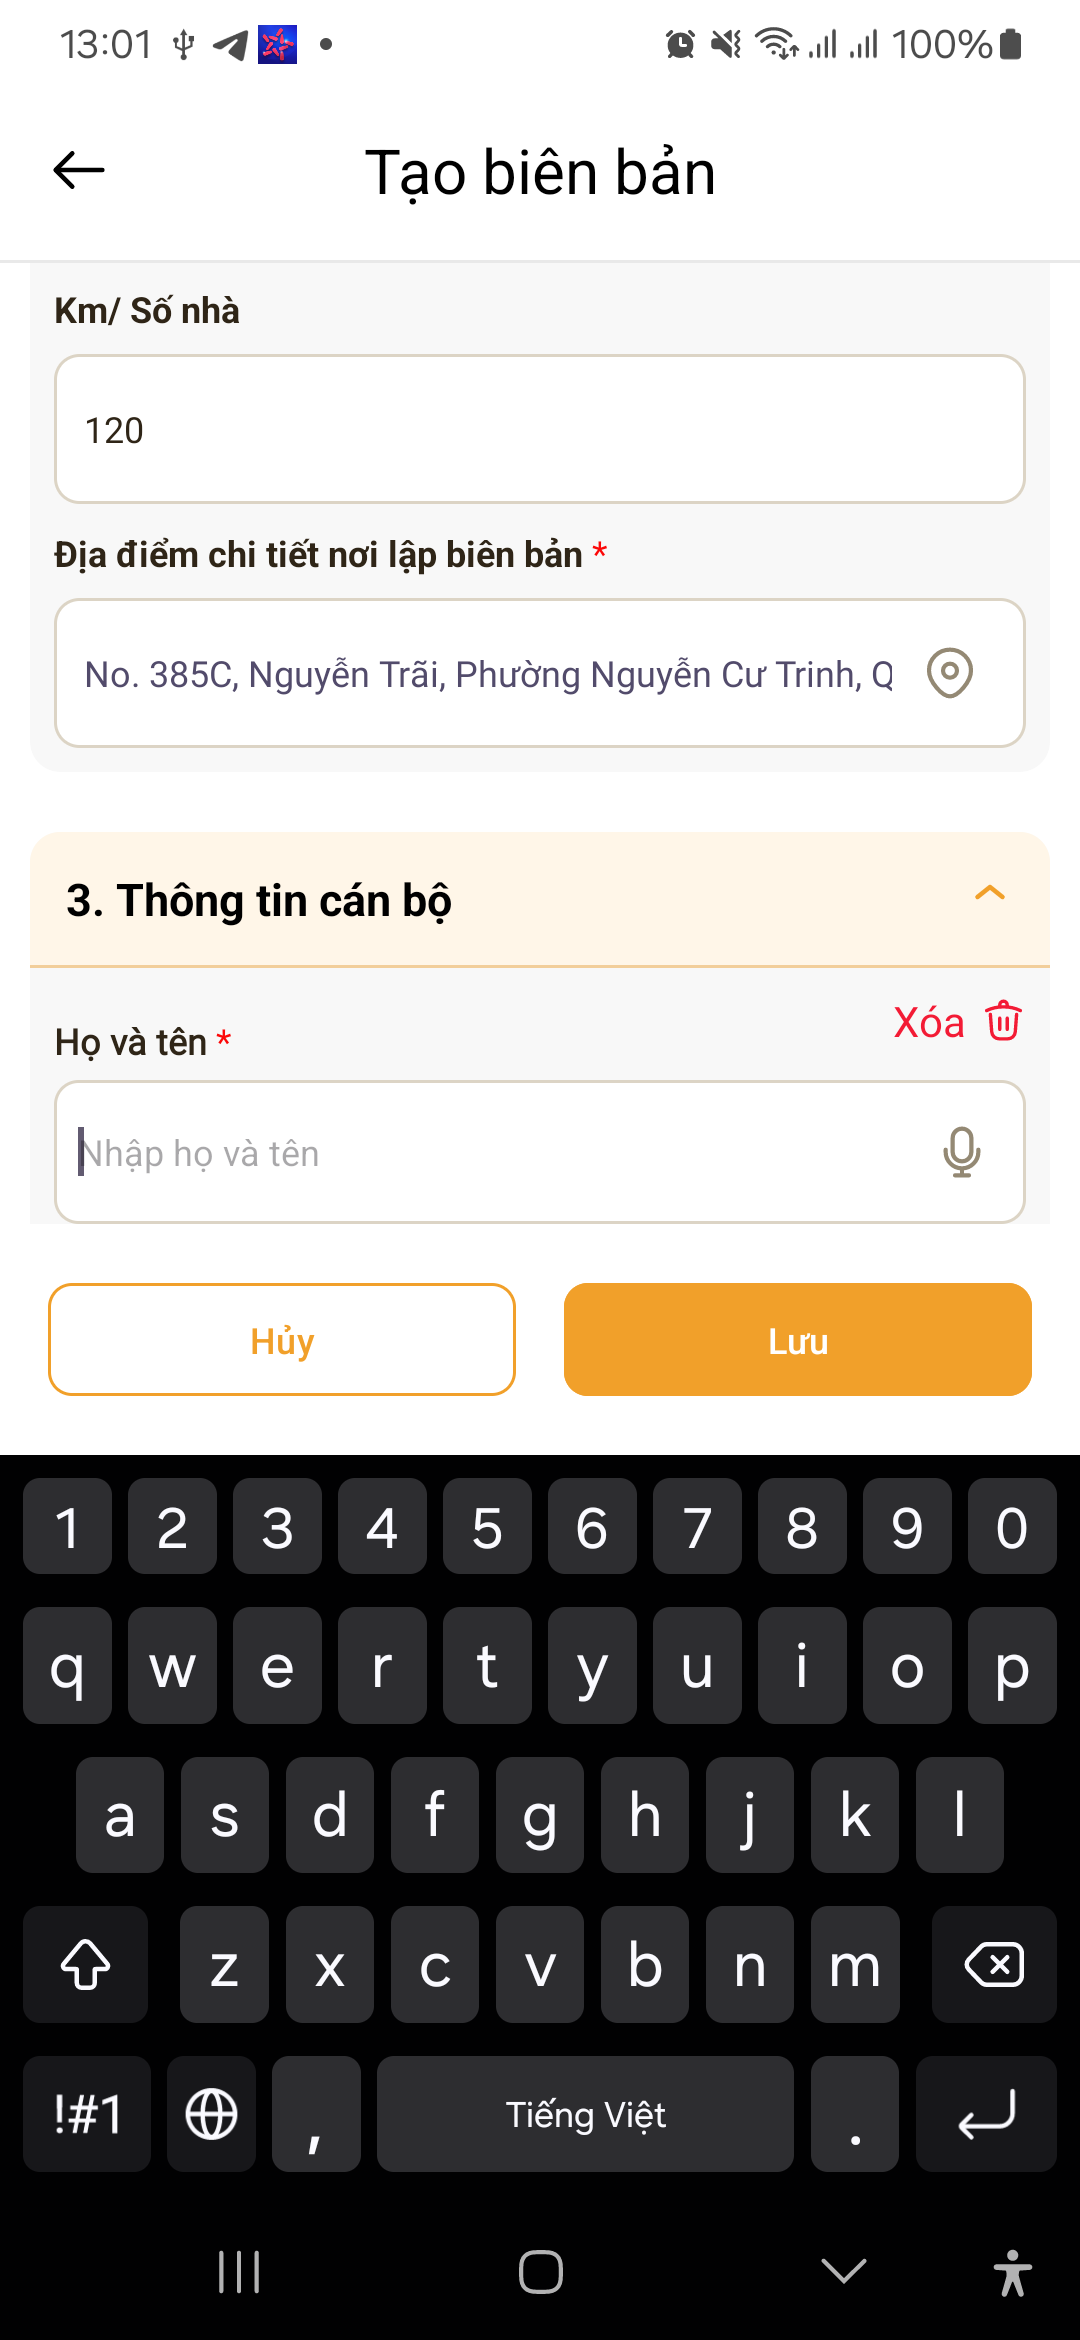 13:01
100%
Tạo biên bản
Km/ Số nhà
120
Địa điểm chi tiết nơi lập biên bản *
No. 385C, Nguyễn Trãi, Phường Nguyễn Cư Trinh, Q
3. Thông tin cán bộ
Xóa
Họ và tên *
Nhập họ và tên
Hủy
Lưu
1 2 3 4 5 6 7 8 9 0
q w e r t y u i o p
a s d f g h j k l
z x c v b n m
!#1 , Tiếng Việt .